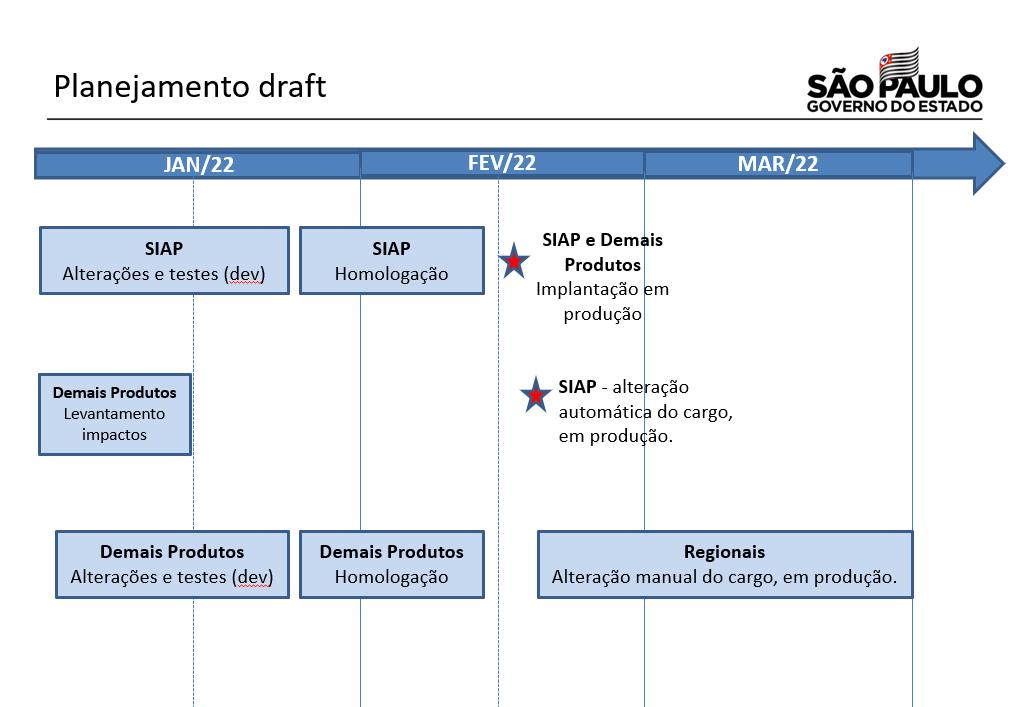 Planejamento draft
SÃO PAULO
GOVERNO DO ESTADO
JAN/22
FEV/22
MAR/22
SIAP
Alterações e testes (dev)
SIAP
Homologação
SIAP e Demais
Produtos
Implantação em
produção
Demais Produtos
Levantamento
impactos
SIAP - alteração
automática do cargo,
em produção.
Demais Produtos
Alterações e testes (dev)
Demais Produtos
Homologação
Regionais
Alteração manual do cargo, em produção.